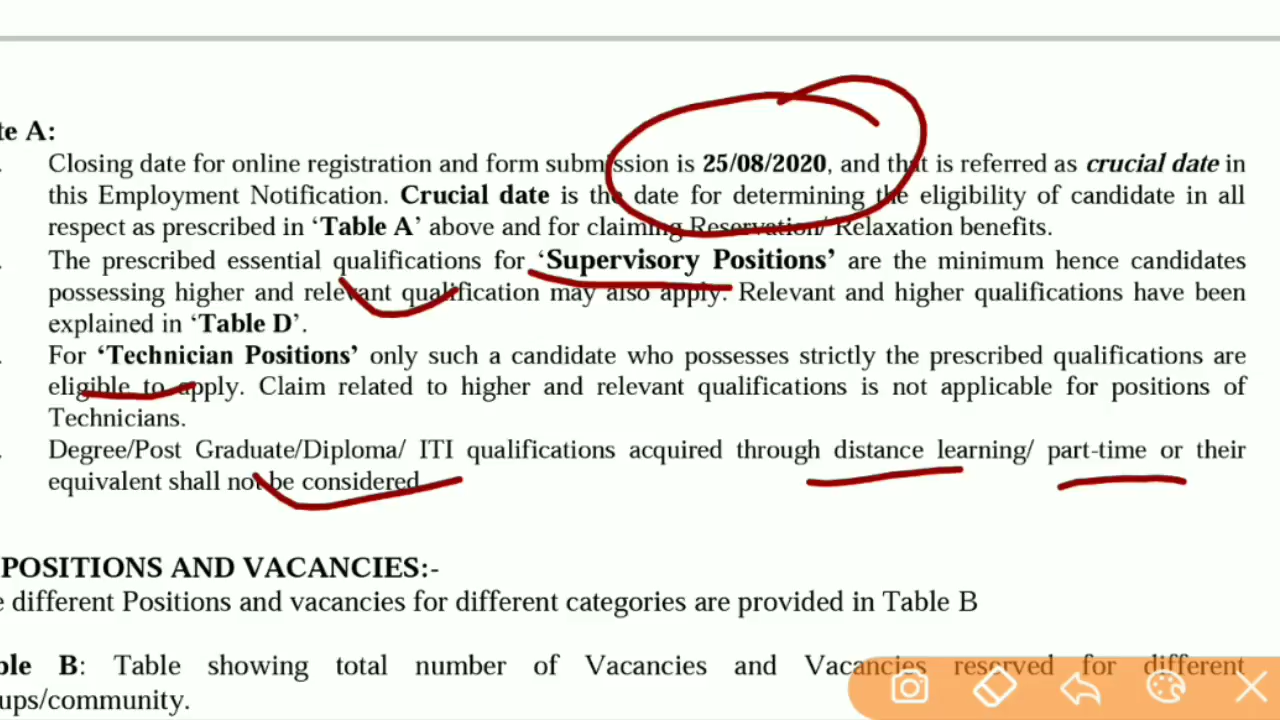 te A:
Closing date for online registration and form submission is 25/08/2020, and that is referred as crucial date in
this Employment Notification. Crucial date is the date for determining the eligibility of candidate in all
respect as prescribed in ‘Table A’ above and for claiming Reservation/ Relaxation benefits.
The prescribed essential qualifications for ‘Supervisory Positions’ are the minimum hence candidates
possessing higher and relevant qualification may also apply. Relevant and higher qualifications have been
explained in ‘Table D’.
For ‘Technician Positions’ only such a candidate who possesses strictly the prescribed qualifications are
eligible to apply. Claim related to higher and relevant qualifications is not applicable for positions of
Technicians.
Degree/Post Graduate/Diploma/ ITI qualifications acquired through distance learning/ part-time or their
equivalent shall not be considered
POSITIONS AND VACANCIES:-
e different Positions and vacancies for different categories are provided in Table B
ble B: Table showing total number of Vacancies and Vacancies reserved for different
ups/community.